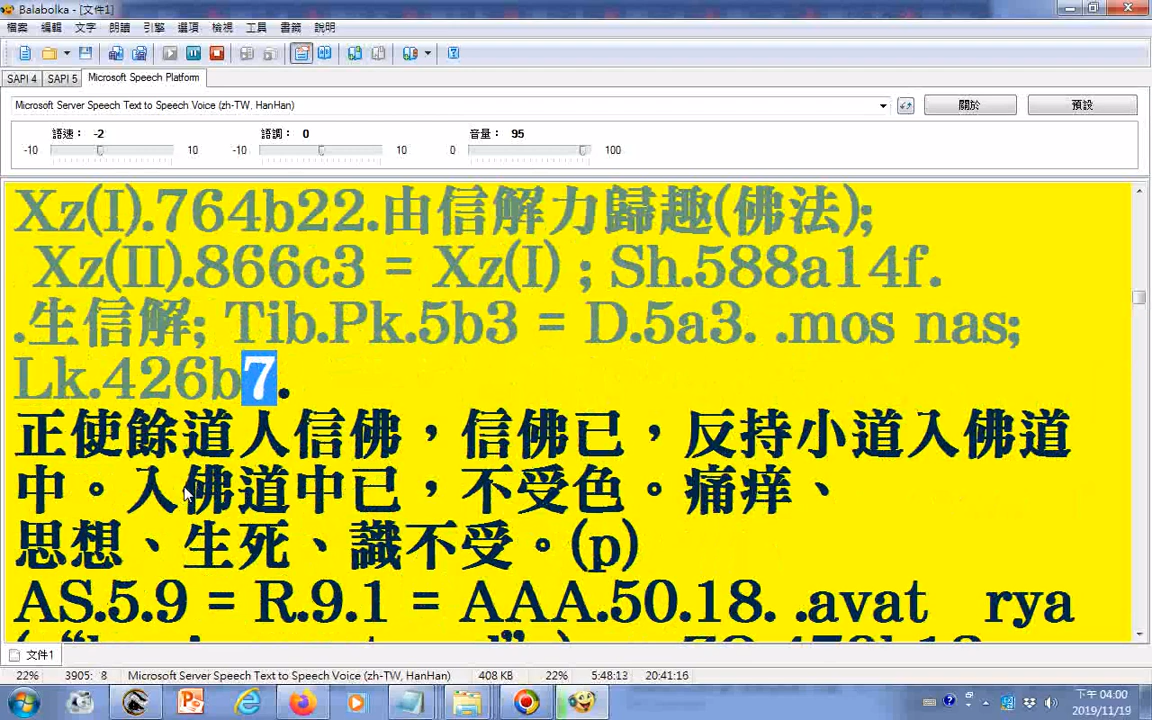 Balabolka - [文件1]
檔案 編輯 文字 朗讀 引擎 選項 檢視 工具 書籤 說明
SAPI 4 SAPI 5 Microsoft Speech Platform
Microsoft Server Speech Text to Speech Voice (zh-TW, HanHan) 關於 預設
語速： -2 語調： 0 音量： 95
-10 10 -10 10 0 100
Xz(I).764b22.由信解力歸趣(佛法);
Xz(II).866c3 = Xz(I) ; Sh.588a14f.
.生信解; Tib.Pk.5b3 = D.5a3. .mos nas;
Lk.426b7.
正使餘道人信佛，信佛已，反持小道入佛道
中。入佛道中已，不受色。痛痒、
思想、生死、識不受。(p)
AS.5.9 = R.9.1 = AAA.50.18. .avat rya
文件1
22% 3905: 8 Microsoft Server Speech Text to Speech Voice (zh-TW, HanHan) 408 KB 22% 5:48:13 20:41:16
下午 04:00
2019/11/19